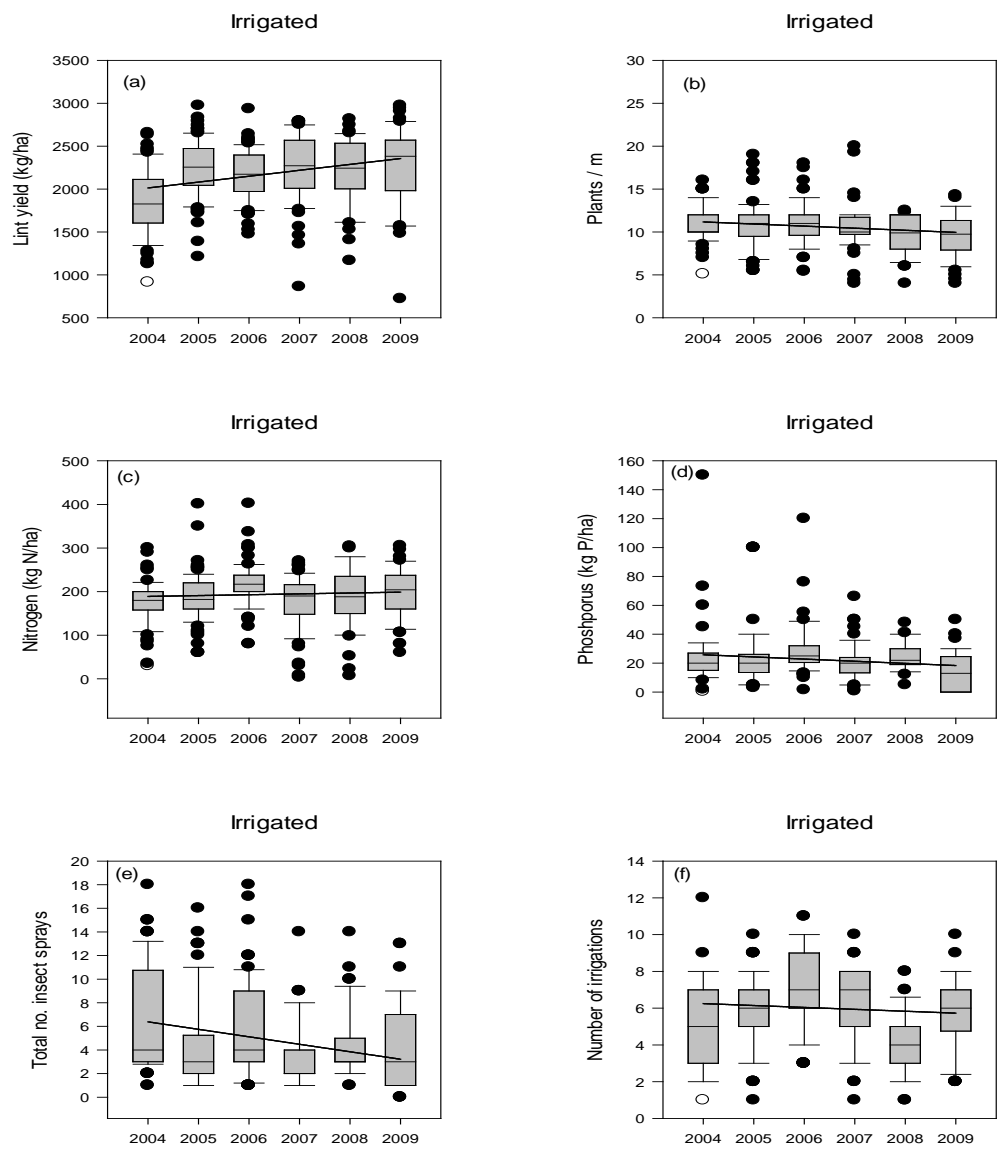 Irrigated
(a)
Lint yield (kg/ha)
3500
3000
2500
2000
1500
1000
500
2004 2005 2006 2007 2008 2009
Irrigated
(b)
Plants / m
30
25
20
15
10
5
0
2004 2005 2006 2007 2008 2009
Irrigated
(c)
Nitrogen (kg N/ha)
500
400
300
200
100
0
2004 2005 2006 2007 2008 2009
Irrigated
(d)
Phoshporus (kg P/ha)
160
140
120
100
80
60
40
20
0
2004 2005 2006 2007 2008 2009
Irrigated
(e)
Total no. insect sprays
20
18
16
14
12
10
8
6
4
2
0
2004 2005 2006 2007 2008 2009
Irrigated
(f)
Number of irrigations
14
12
10
8
6
4
2
0
2004 2005 2006 2007 2008 2009